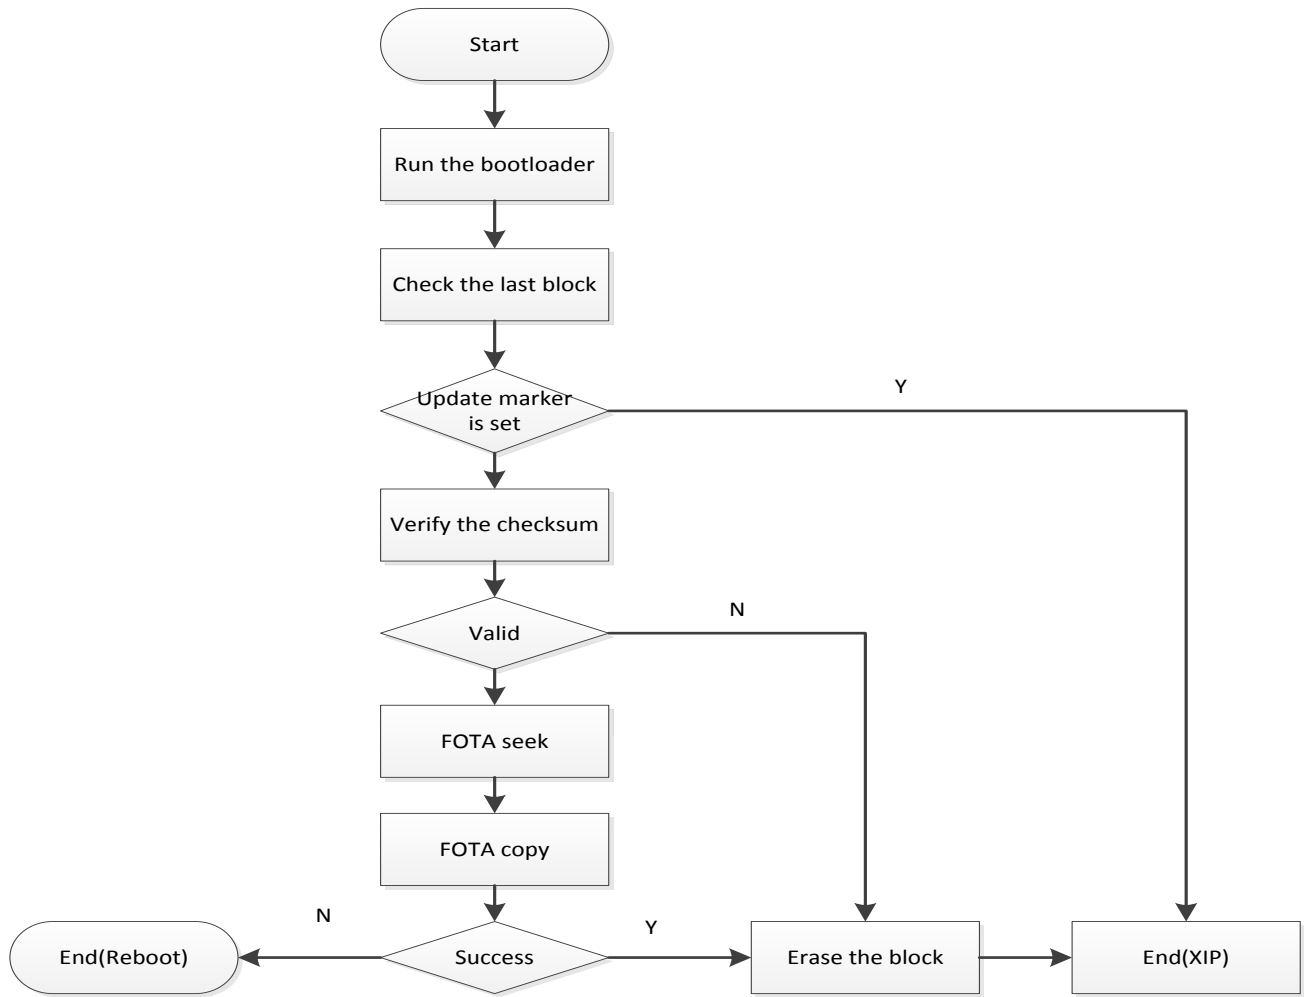 Start
Run the bootloader
Check the last block
Y
Update marker
is set
Verify the checksum
N
Valid
FOTA seek
FOTA copy
N
Y
End(Reboot)
Success
Erase the block
End(XIP)